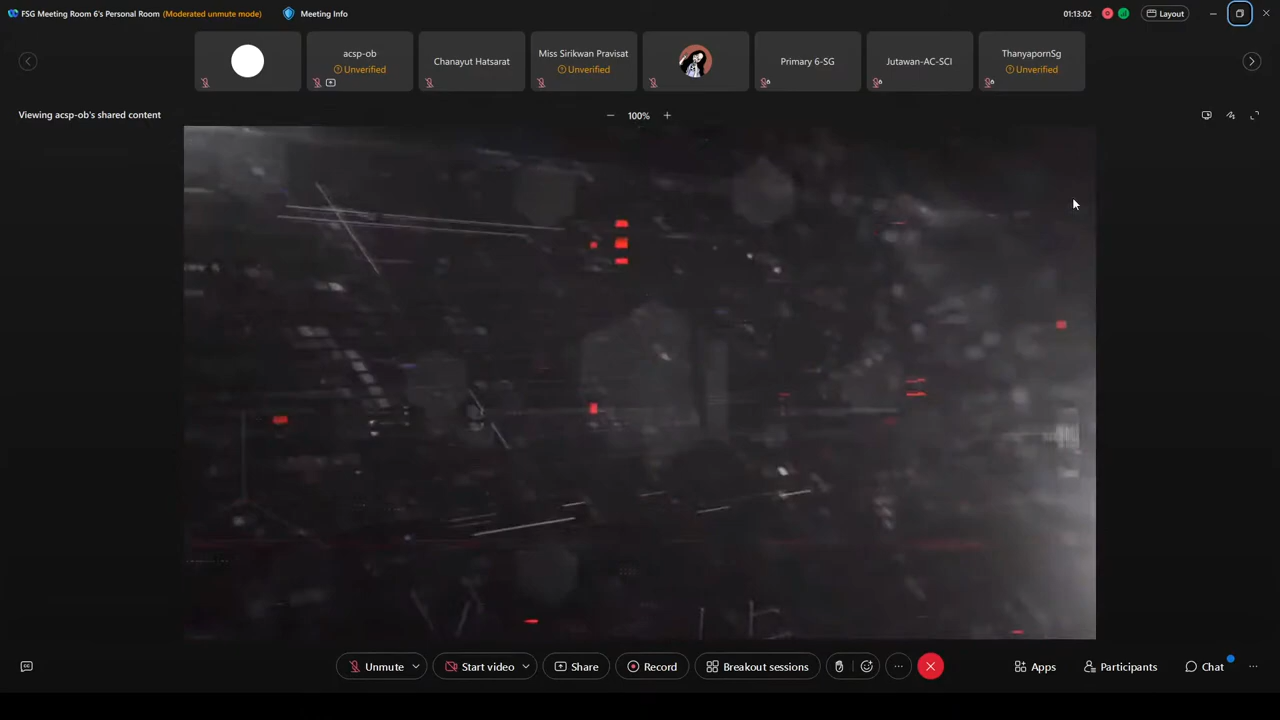 FSG Meeting Room 6's Personal Room (Moderated unmute mode) Meeting Info 01:13:02 Layout
acsp-ob
Unverified
Chanayut Hatsarat
Miss Sirikwan Pravisat
Unverified
Primary 6-SG
Jutawan-AC-SCI
ThanyapornSg
Unverified
Viewing acsp-ob's shared content
100%
Unmute Start video Share Record Breakout sessions Apps Participants Chat